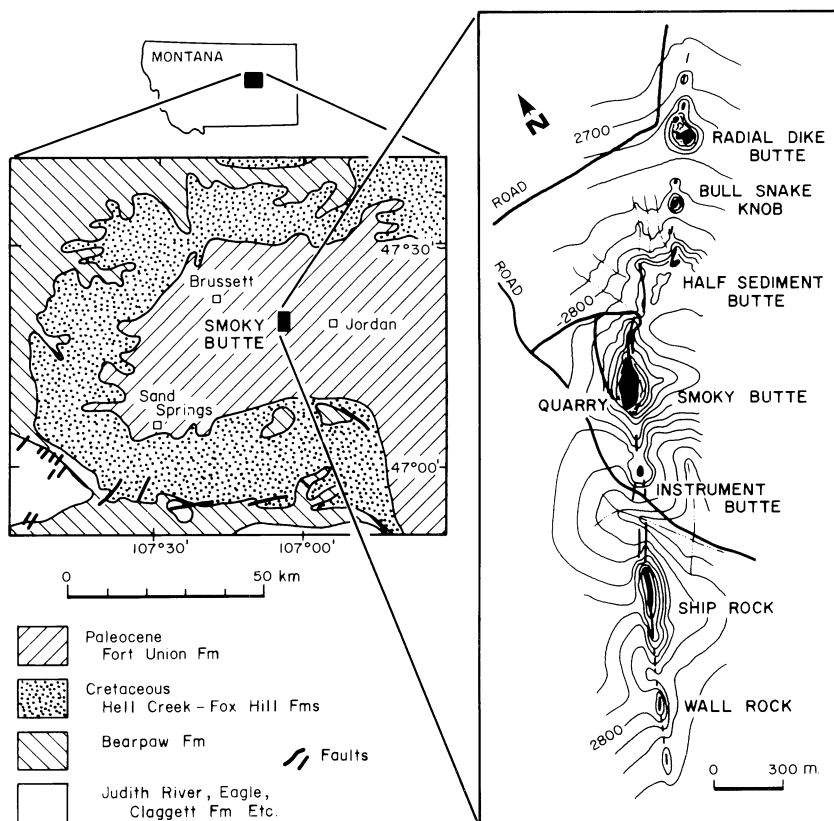 MONTANA
47°30'
Brussett
SMOKY
BUTTE
Jordan
Sand
Springs
47°00'
107°30'
107°00'
0
50 km
Paleocene
Fort Union Fm
Cretaceous
Hell Creek - Fox Hill Fms
Bearpaw Fm
Faults
Judith River, Eagle,
Claggett Fm Etc.
N
2700
RADIAL DIKE
BUTTE
ROAD
BULL SNAKE
KNOB
ROAD
HALF SEDIMENT
BUTTE
2800
QUARRY
SMOKY BUTTE
INSTRUMENT
BUTTE
SHIP ROCK
WALL ROCK
2800
0
300 m.